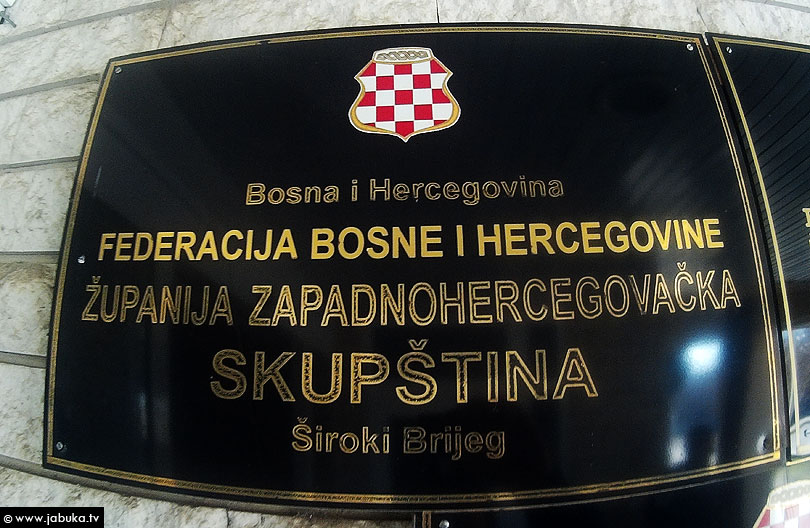 Bosna i Hercegovina
FEDERACIJA BOSNE I HERCEGOVINE
ŽUPANIJA ZAPADNOHERCEGOVAČKA
SKUPŠTINA
Široki Brijeg
© www.jabuka.tv